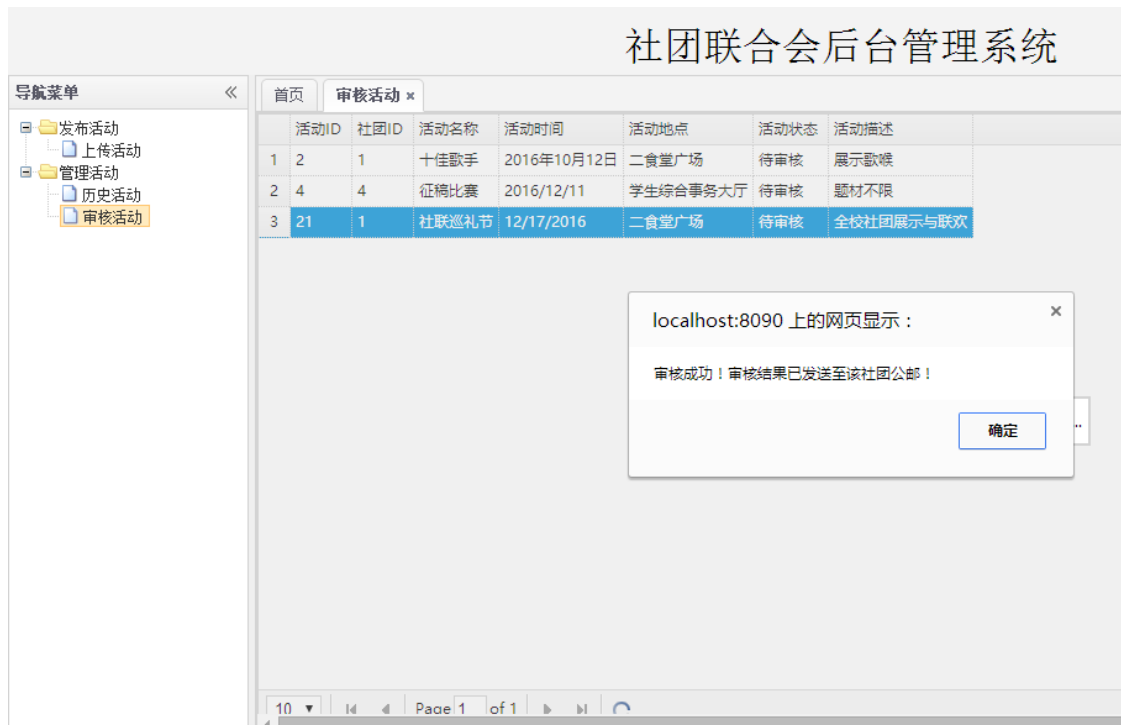 社团联合会后台管理系统
导航菜单
发布活动
上传活动
管理活动
历史活动
审核活动
首页 审核活动
活动ID 社团ID 活动名称 活动时间 活动地点 活动状态 活动描述
1 2 1 十佳歌手 2016年10月12日 二食堂广场 待审核 展示歌喉
2 4 4 征稿比赛 2016/12/11 学生综合事务大厅 待审核 题材不限
3 21 1 社联巡礼节 12/17/2016 二食堂广场 待审核 全校社团展示与联欢
localhost:8090 上的网页显示：
审核成功！审核结果已发送至该社团公邮！
确定
..
10 Page 1 of 1